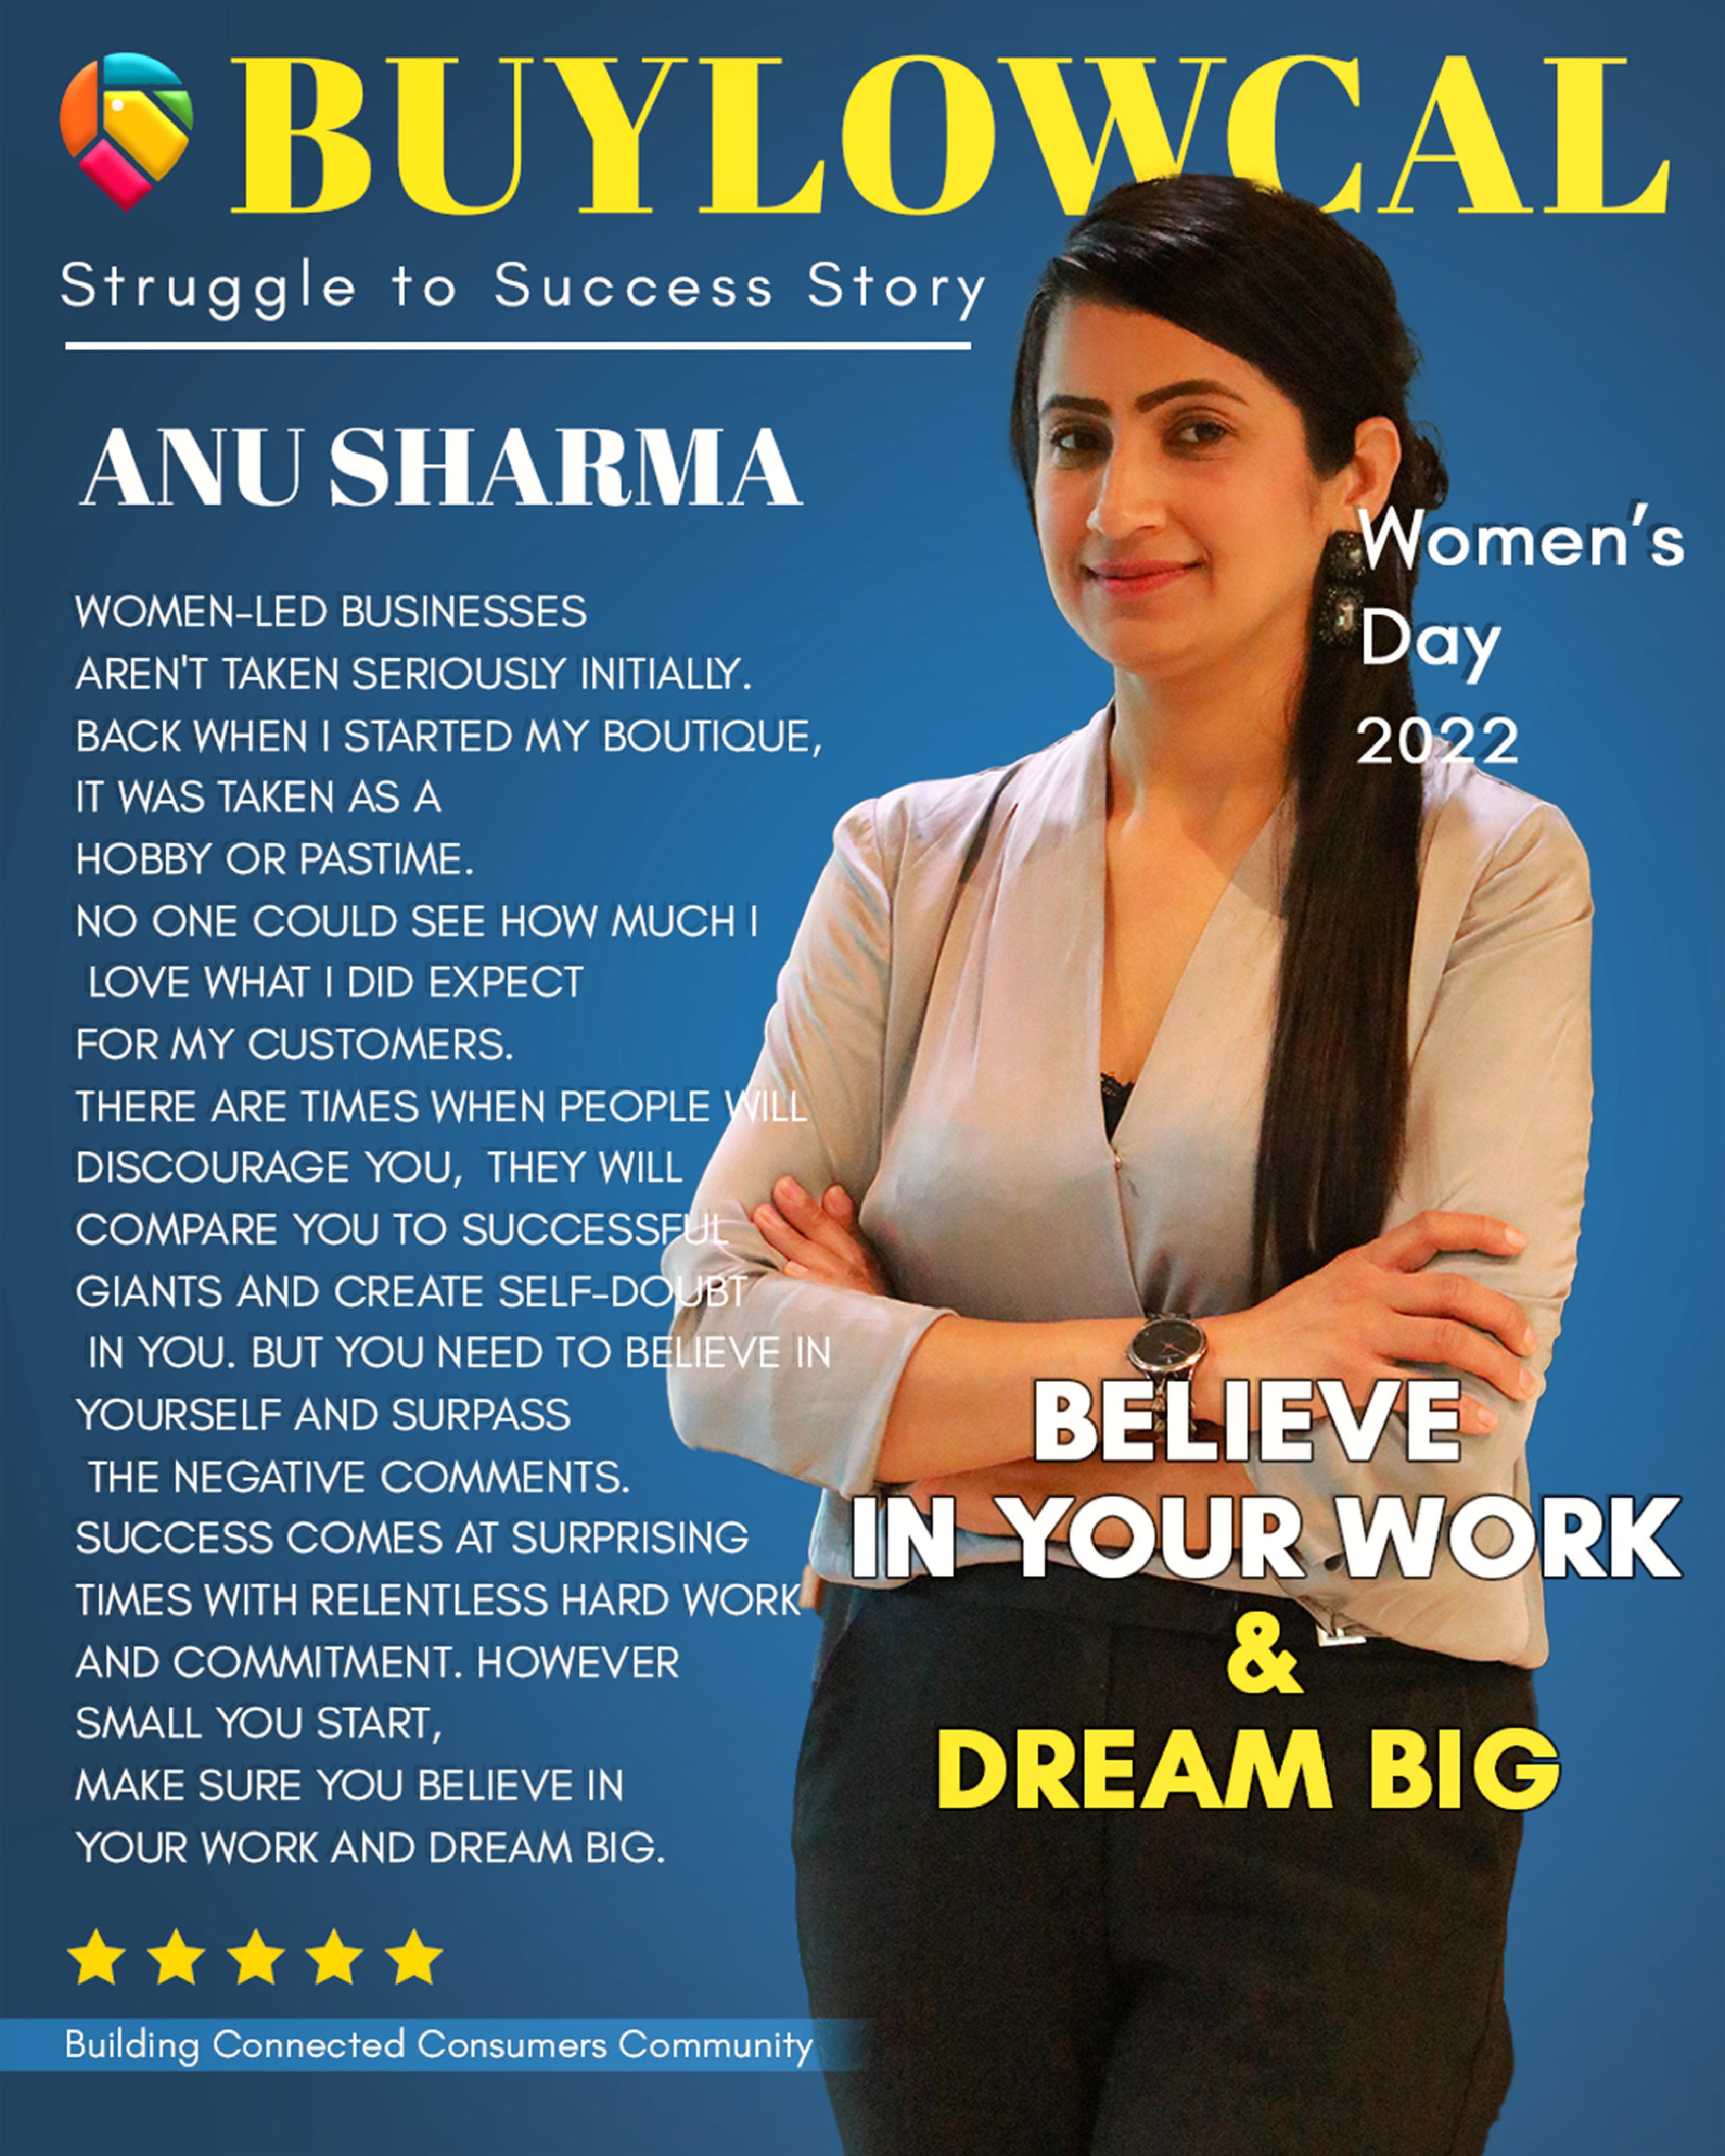 BUYLOWCAL
Struggle to Success Story
ANU SHARMA
WOMEN-LED BUSINESSES
AREN'T TAKEN SERIOUSLY INITIALLY.
BACK WHEN I STARTED MY BOUTIQUE,
IT WAS TAKEN AS A
HOBBY OR PASTIME.
NO ONE COULD SEE HOW MUCH I
LOVE WHAT I DID EXPECT
FOR MY CUSTOMERS.
THERE ARE TIMES WHEN PEOPLE WILL
DISCOURAGE YOU, THEY WILL
COMPARE YOU TO SUCCESSFUL
GIANTS AND CREATE SELF-DOUBT
IN YOU. BUT YOU NEED TO BELIEVE IN
YOURSELF AND SURPASS
THE NEGATIVE COMMENTS.
SUCCESS COMES AT SURPRISING
TIMES WITH RELENTLESS HARD WORK
AND COMMITMENT. HOWEVER
SMALL YOU START,
MAKE SURE YOU BELIEVE IN
YOUR WORK AND DREAM BIG.
Women's
Day
2022
BELIEVE
IN YOUR WORK
&
DREAM BIG
Building Connected Consumers Community